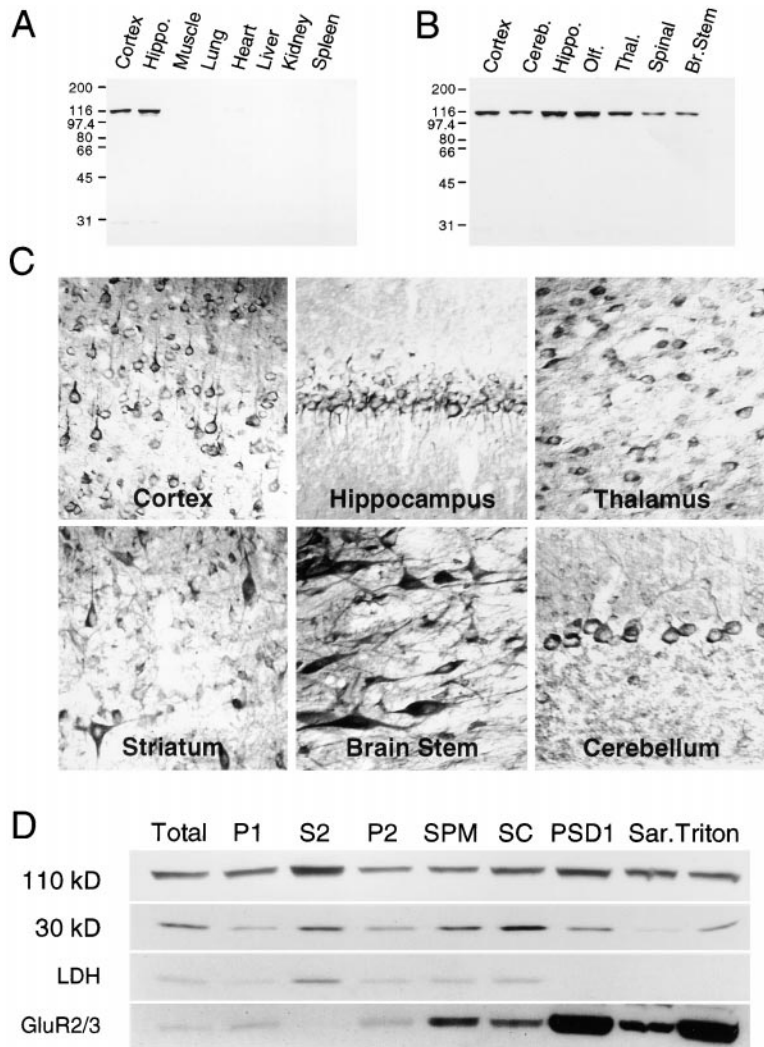 A
Cortex
Hippo.
Muscle
Lung
Heart
Liver
Kidney
Spleen
200
116
97.4
80
66
45
31
B
Cortex
Cereb.
Hippo.
Olf.
Thal.
Spinal
Br.Stem
200
116
97.4
80
66
45
31
C
Cortex
Hippocampus
Thalamus
Striatum
Brain Stem
Cerebellum
D
Total P1 S2 P2 SPM SC PSD1 Sar. Triton
110 kD
30 kD
LDH
GluR2/3